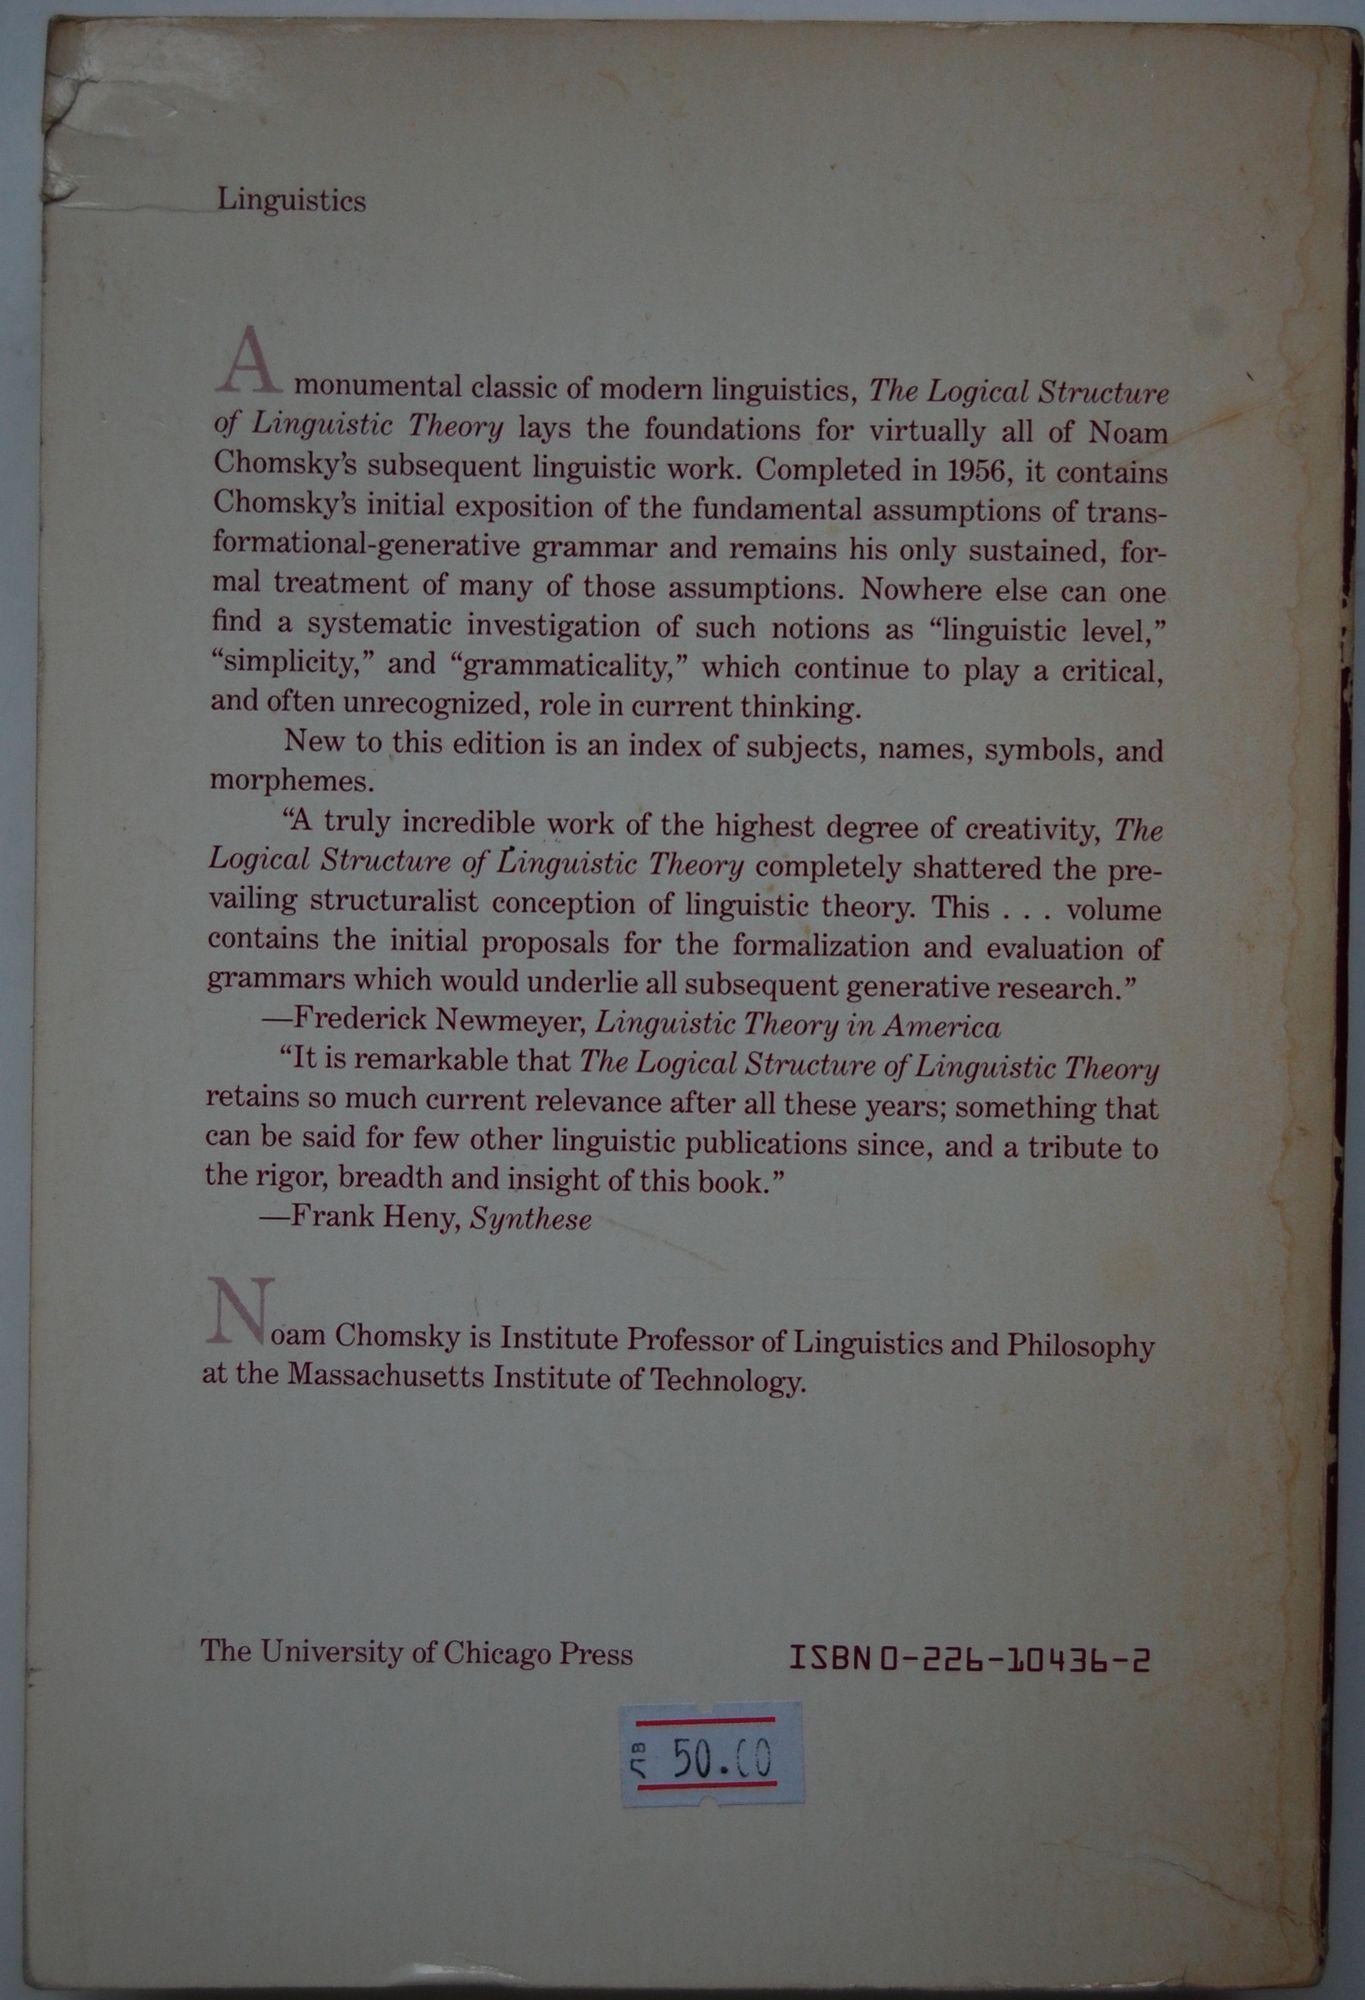 Linguistics
A monumental classic of modern linguistics, The Logical Structure
of Linguistic Theory lays the foundations for virtually all of Noam
Chomsky's subsequent linguistic work. Completed in 1956, it contains
Chomsky's initial exposition of the fundamental assumptions of trans-
formational-generative grammar and remains his only sustained, for-
mal treatment of many of those assumptions. Nowhere else can one
find a systematic investigation of such notions as “linguistic level,”
“simplicity,” and “grammaticality,” which continue to play a critical,
and often unrecognized, role in current thinking.
New to this edition is an index of subjects, names, symbols, and
morphemes.
“A truly incredible work of the highest degree of creativity, The
Logical Structure of Linguistic Theory completely shattered the pre-
vailing structuralist conception of linguistic theory. This . . . volume
contains the initial proposals for the formalization and evaluation of
grammars which would underlie all subsequent generative research.”
—Frederick Newmeyer, Linguistic Theory in America
“It is remarkable that The Logical Structure of Linguistic Theory
retains so much current relevance after all these years; something that
can be said for few other linguistic publications since, and a tribute to
the rigor, breadth and insight of this book.”
—Frank Heny, Synthese
Noam Chomsky is Institute Professor of Linguistics and Philosophy
at the Massachusetts Institute of Technology.
The University of Chicago Press ISBN 0-226-10436-2
50.00